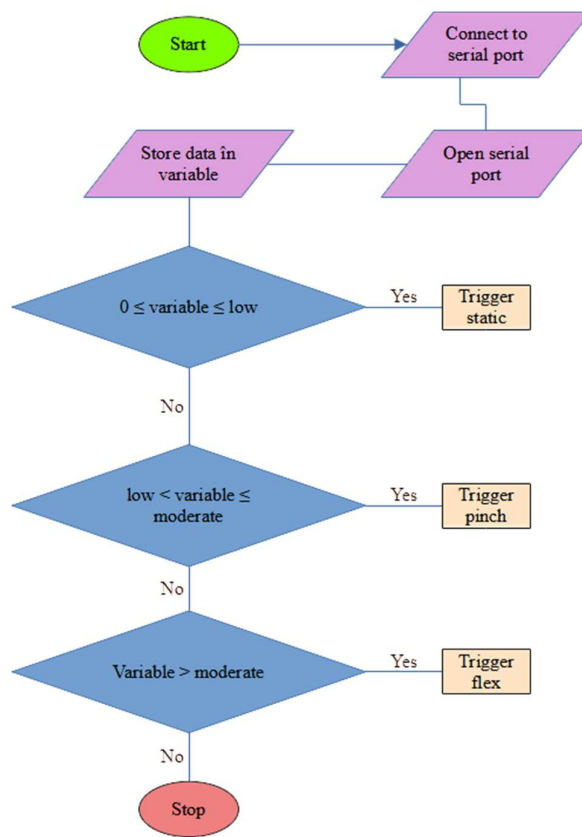 Start
Connect to
serial port
Store data în
variable
Open serial
port
0 ≤ variable ≤ low
Yes
Trigger
static
No
low < variable ≤
moderate
Yes
Trigger
pinch
No
Variable > moderate
Yes
Trigger
flex
No
Stop